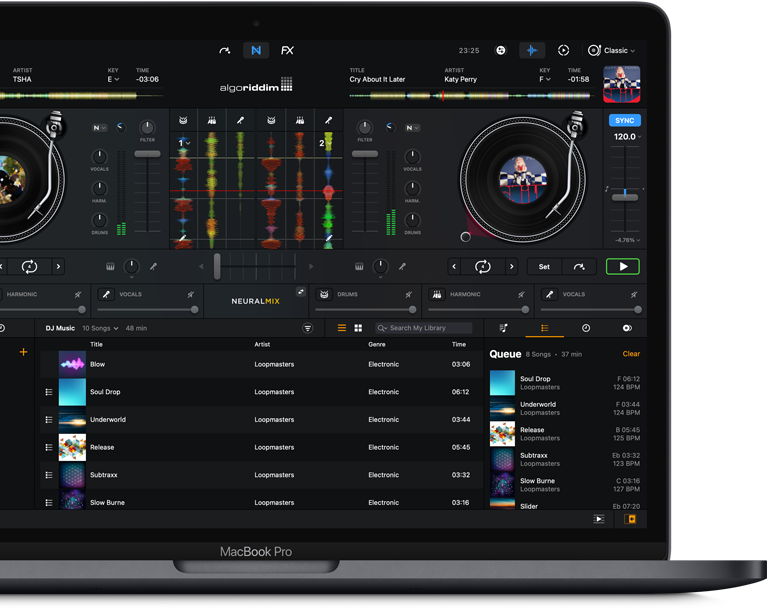 FX
23:25
Classic
ARTIST
TSHA
KEY
E
TIME
-03:06
algoriddim
TITLE
Cry About It Later
ARTIST
Katy Perry
KEY
F
TIME
-01:58
N
FILTER
VOCALS
HARM.
DRUMS
1
2
FILTER
N
VOCALS
HARM.
DRUMS
SYNC
120.0
-4.76%
4
4
Set
HARMONIC
VOCALS
NEURALMIX
DRUMS
HARMONIC
VOCALS
DJ Music 10 Songs 48 min
Search My Library
Title Artist Genre Time
Blow Loopmasters Electronic 03:06
Soul Drop Loopmasters Electronic 06:12
Underworld Loopmasters Electronic 03:44
Release Loopmasters Electronic 05:45
Subtraxx Loopmasters Electronic 03:32
Slow Burne Loopmasters Electronic 03:16
Queue 8 Songs • 37 min Clear
Soul Drop F 06:12
Loopmasters 124 BPM
Underworld F 03:44
Loopmasters 124 BPM
Release B 05:45
Loopmasters 125 BPM
Subtraxx Eb 03:32
Loopmasters 123 BPM
Slow Burne C 03:16
Loopmasters 127 BPM
Slider Eb 07:20
MacBook Pro